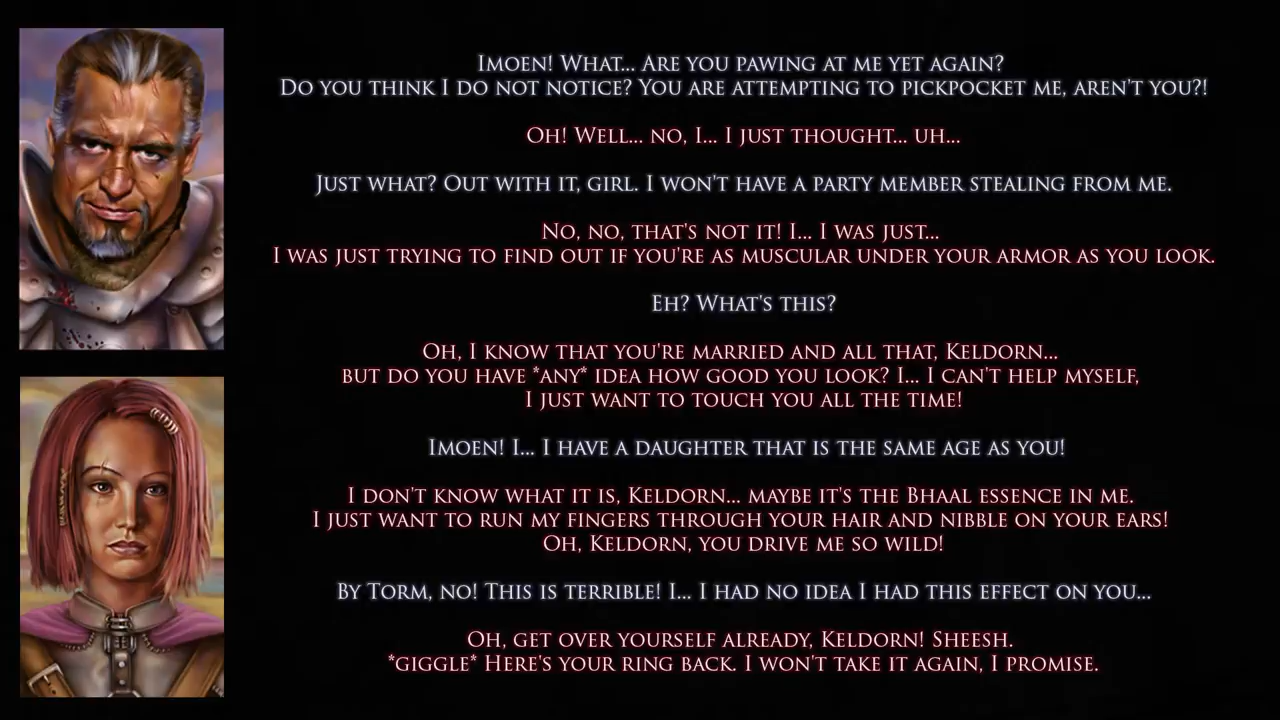 Imoen! What... Are you pawing at me yet again?
Do you think I do not notice? You are attempting to pickpocket me, aren't you?!
Oh! Well... no, I... I just thought... uh...
Just what? Out with it, girl. I won't have a party member stealing from me.
No, no, that's not it! I... I was just...
I was just trying to find out if you're as muscular under your armor as you look.
Eh? What's this?
Oh, I know that you're married and all that, Keldorn...
but do you have *any* idea how good you look? I... I can't help myself,
I just want to touch you all the time!
Imoen! I... I have a daughter that is the same age as you!
I don't know what it is, Keldorn... maybe it's the Bhaal essence in me.
I just want to run my fingers through your hair and nibble on your ears!
Oh, Keldorn, you drive me so wild!
By Torm, no! This is terrible! I... I had no idea I had this effect on you...
Oh, get over yourself already, Keldorn! Sheesh.
*giggle* Here's your ring back. I won't take it again, I promise.